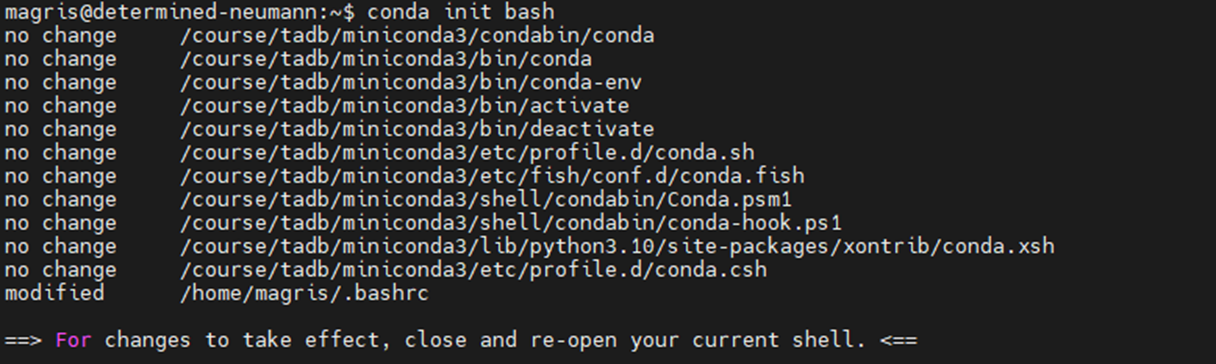 magris@determined-neumann:~$ conda init bash
no change     /course/tadb/miniconda3/condabin/conda
no change     /course/tadb/miniconda3/bin/conda
no change     /course/tadb/miniconda3/bin/conda-env
no change     /course/tadb/miniconda3/bin/activate
no change     /course/tadb/miniconda3/bin/deactivate
no change     /course/tadb/miniconda3/etc/profile.d/conda.sh
no change     /course/tadb/miniconda3/etc/fish/conf.d/conda.fish
no change     /course/tadb/miniconda3/shell/condabin/Conda.psm1
no change     /course/tadb/miniconda3/shell/condabin/conda-hook.ps1
no change     /course/tadb/miniconda3/lib/python3.10/site-packages/xontrib/conda.xsh
no change     /course/tadb/miniconda3/etc/profile.d/conda.csh
modified      /home/magris/.bashrc
==> For changes to take effect, close and re-open your current shell. <==